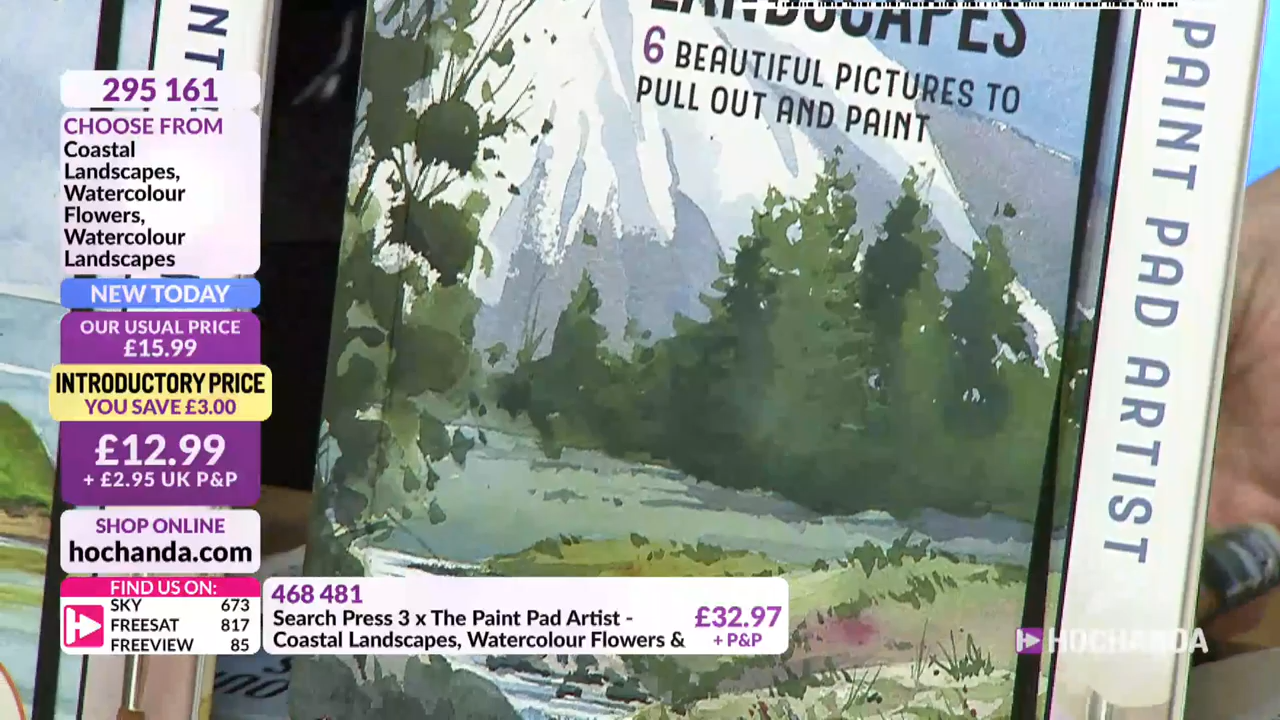 LANDSCAPES
6 BEAUTIFUL PICTURES TO
PULL OUT AND PAINT
PAINT PAD ARTIST
295 161
CHOOSE FROM
Coastal
Landscapes,
Watercolour
Flowers,
Watercolour
Landscapes
NEW TODAY
OUR USUAL PRICE
£15.99
INTRODUCTORY PRICE
YOU SAVE £3.00
£12.99
+ £2.95 UK P&P
SHOP ONLINE
hochanda.com
FIND US ON:
SKY 673
FREESAT 817
FREEVIEW 85
468 481
Search Press 3 x The Paint Pad Artist -
Coastal Landscapes, Watercolour Flowers &
£32.97
+ P&P
HOCHANDA